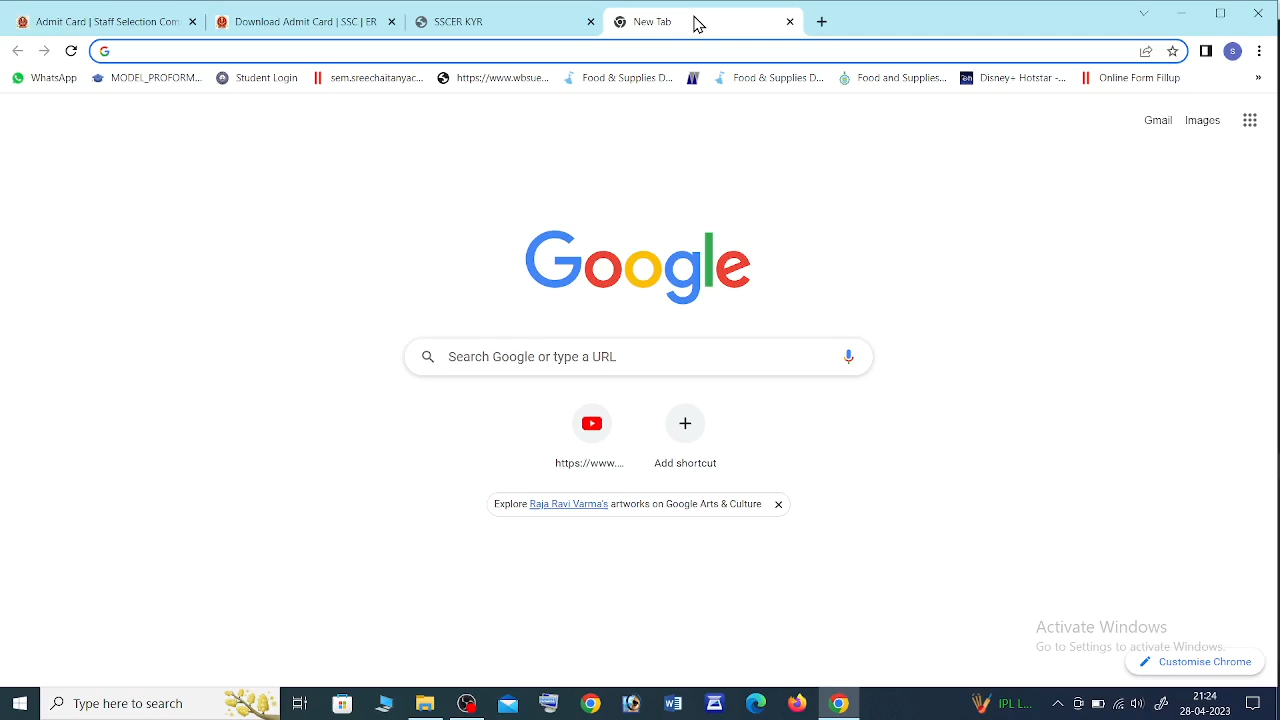 Admit Card | Staff Selection Com
Download Admit Card | SSC | ER
SSCER KYR
New Tab
S
WhatsApp
MODEL_PROFORM...
Student Login
sem.sreechaitanyac...
https://www.wbsue...
Food & Supplies D...
Food & Supplies D...
Food and Supplies...
Disney+ Hotstar -...
Online Form Fillup
»
Gmail
Images
Google
Search Google or type a URL
https://www....
Add shortcut
Explore Raja Ravi Varma's artworks on Google Arts & Culture
Activate Windows
Go to Settings to activate Windows.
Customise Chrome
Type here to search
IPL L...
21:24
28-04-2023